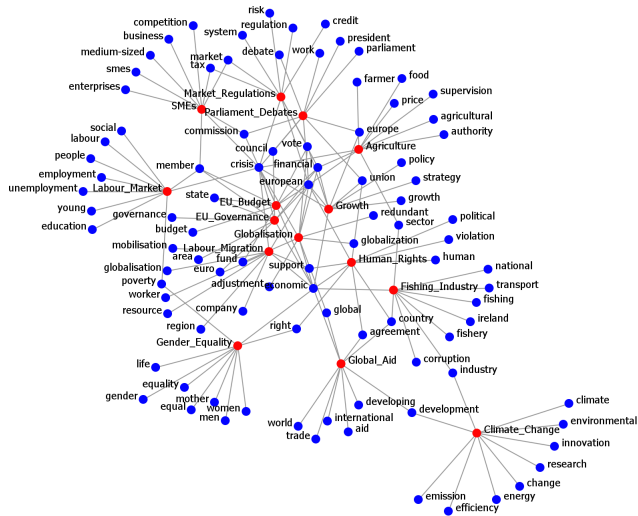 risk
competition
credit
regulation
system
business
president
debate
work
parliament
medium-sized
market
tax
smes
food
farmer
enterprises
Market_Regulations
supervision
SMEs
price
Parliament_Debates
agricultural
social
commission
europe
authority
labour
vote
council
Agriculture
people
member
crisis
financial
policy
employment
european
union
strategy
unemployment
Labour_Market
state
EU_Budget
growth
young
Growth
governance
EU_Governance
redundant
political
education
budget
sector
Globalisation
mobilisation
Labour_Migration
globalization
violation
area
fund
Human_Rights
human
globalisation
euro
support
national
poverty
adjustment
economic
Fishing_Industry
transport
worker
fishing
resource
company
global
country
ireland
region
right
agreement
fishery
Gender_Equality
life
Global_Aid
corruption
industry
equality
gender
mother
developing
climate
equal
women
development
men
international
environmental
world
aid
Climate_Change
trade
innovation
research
change
emission
energy
efficiency